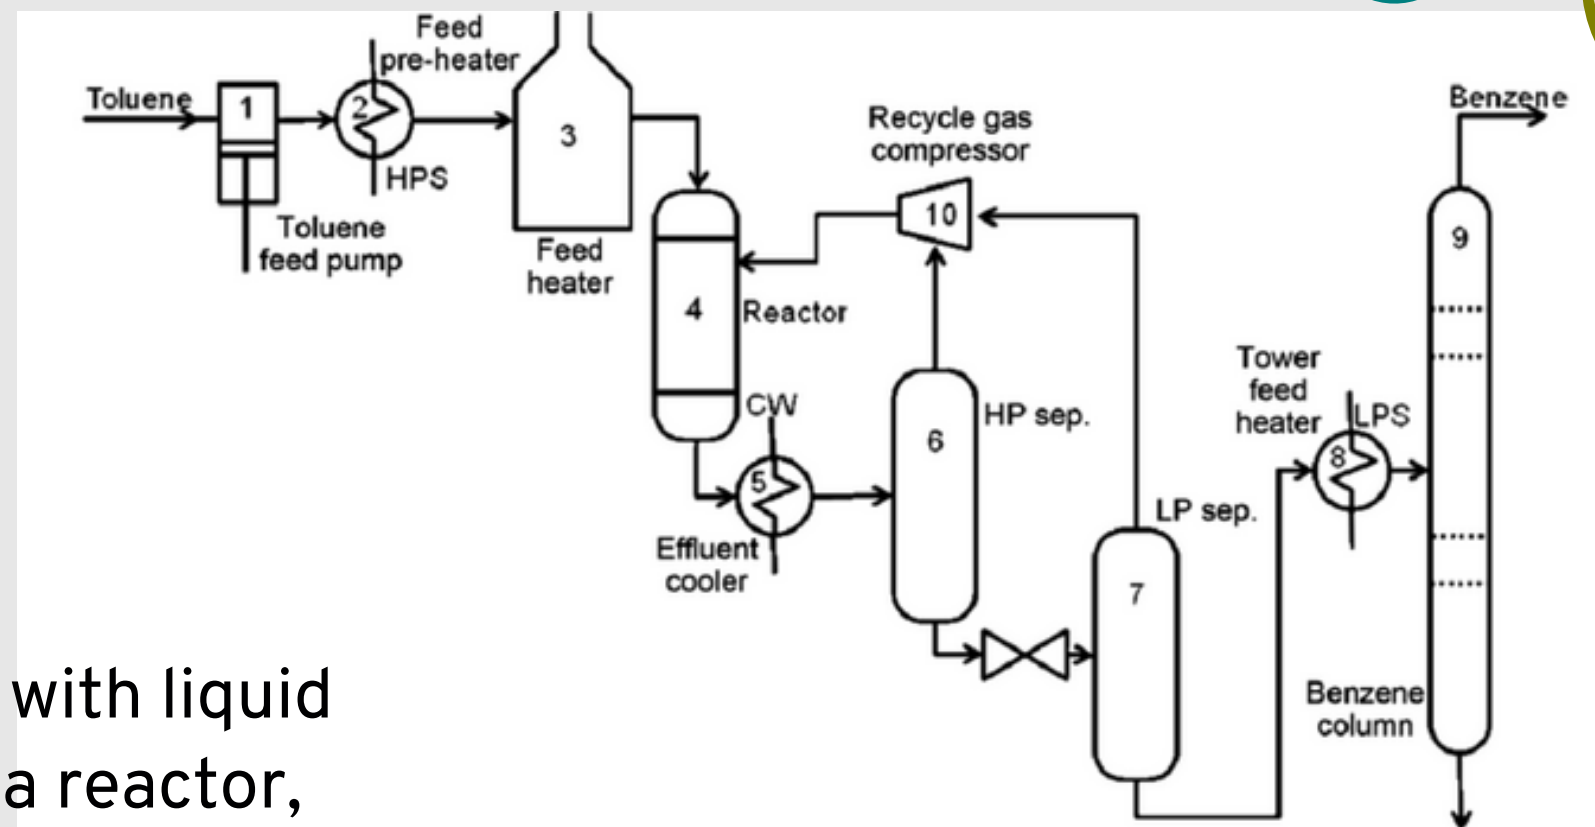 Toluene
1
Toluene
feed pump
Feed
pre-heater
2
HPS
3
Feed
heater
4
Reactor
CW
5
Effluent
cooler
Recycle gas
compressor
10
6
HP sep.
7
LP sep.
Tower
feed
heater
LPS
8
Benzene
9
Benzene
column
with liquid
a reactor,